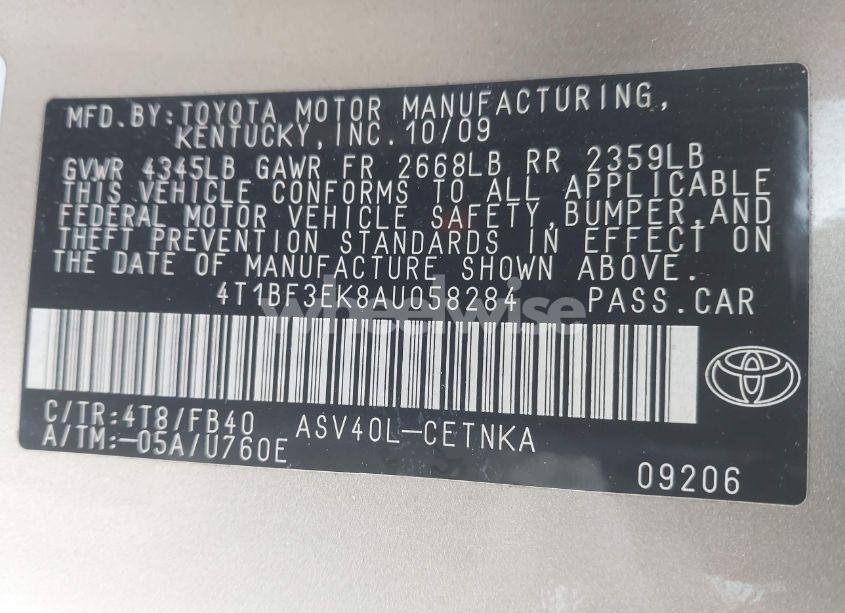 MFD. BY: TOYOTA MOTOR MANUFACTURING,
KENTUCKY, INC. 10/09
GVWR 4345LB GAWR FR 2668LB RR 2359LB
THIS VEHICLE CONFORMS TO ALL APPLICABLE
FEDERAL MOTOR VEHICLE SAFETY, BUMPER, AND
THEFT PREVENTION STANDARDS IN EFFECT ON
THE DATE OF MANUFACTURE SHOWN ABOVE.
4T1BF3EK8AU058284 PASS. CAR
wheelwise
C/TR: 4T8/FB40 ASV40L-CETNKA
A/TM: -05A/U760E
09206